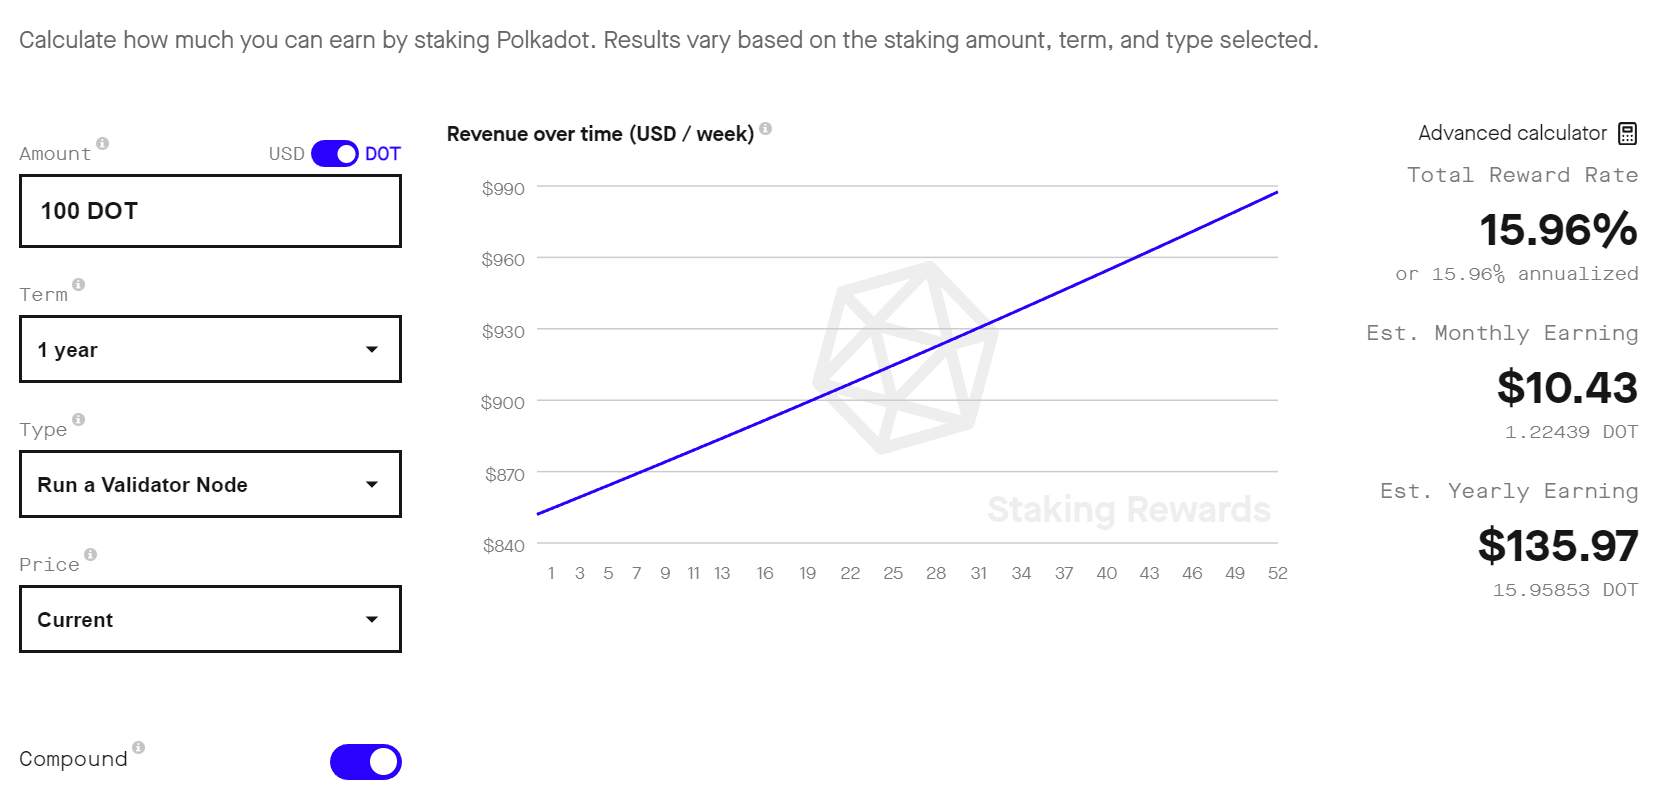 Calculate how much you can earn by staking Polkadot. Results vary based on the staking amount, term, and type selected.
Amount
USD DOT
100 DOT
Term
1 year
Type
Run a Validator Node
Price
Current
Compound
Revenue over time (USD / week)
$990
$960
$930
$900
$870
$840
Staking Rewards
1 3 5 7 9 11 13 16 19 22 25 28 31 34 37 40 43 46 49 52
Advanced calculator
Total Reward Rate
15.96%
or 15.96% annualized
Est. Monthly Earning
$10.43
1.22439 DOT
Est. Yearly Earning
$135.97
15.95853 DOT